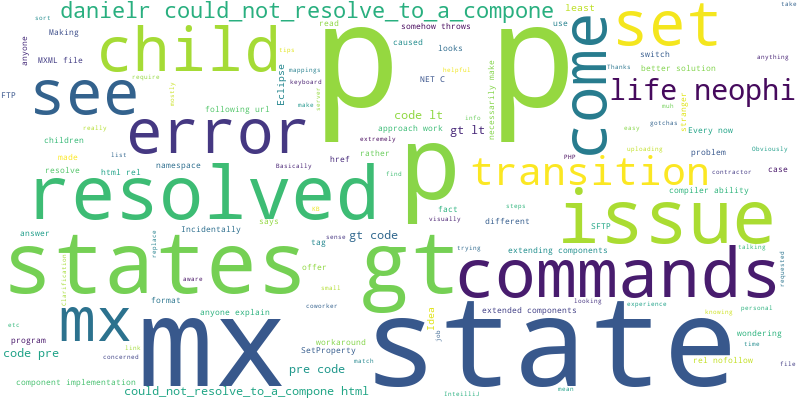 danielr could_not_resolve_to_a_compone
sort
Making
anyone
MXML file
child
read
p
p
somehow throws
caused
looks
least
use
set
take
come
switch
Thanks
anything
better solution
tips
require
mappings
keyboard
server
make
Eclipse
see
FTP
mostly
following url
NET C
helpful
necessarily make
life neophi
error
code lt
approach work
gt lt
info
extremely
muh
gotchas
stranger
easy
uploading
Every now
children
really
made
resolve
list
html rel
Basically
namespace
href
rather
find
p
transition
problem
PHP
contractor
Obviously
case
compiler ability
resolved
Incidentally
says
no
fact
visually
different
steps
SFTP
issue
answer
replace
tag
sense
gt code
trying
extending components
talking
states
gt
commands
Clarification
aware
offer
small
looking
experience
personal
requested
mx
format
anyone explain
coworker
Idea
job
extended components
knowing
wondering
time
etc
program
code pre
concerned
link
mx
workaround
SetProperty
match
pre code
state
rel nofollow
file
component implementation
could_not_resolve_to_a_compone html
IntelliJ
mean